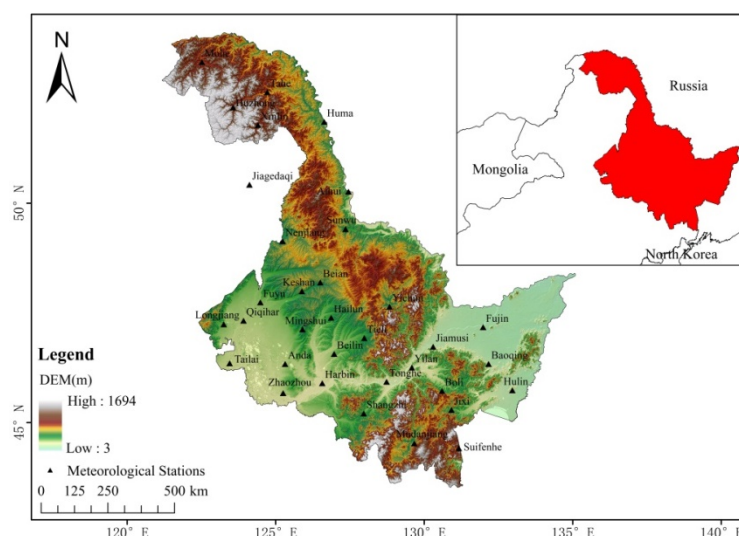 N
Mohe
Tahe
Huzhong
Xinlin
Huma
Jiagedaqi
Aihui
Sunwu
Nenjiang
Beian
Keshan
Fuyu
Yichun
Longjiang
Qiqihar
Hailun
Mingshui
Tieli
Fujin
Jiamusi
Beilin
Tailai
Anda
Yilan
Baoqing
Harbin
Tonghe
Zhaozhou
Boli
Hulin
Shangzhi
Jixi
Mudanjiang
Suifenhe
Russia
Mongolia
North Korea
50° N
45° N
Legend
DEM(m)
High : 1694
Low : 3
Meteorological Stations
0 125 250 500 km
120° E 125° E 130° E 135° E 140° E